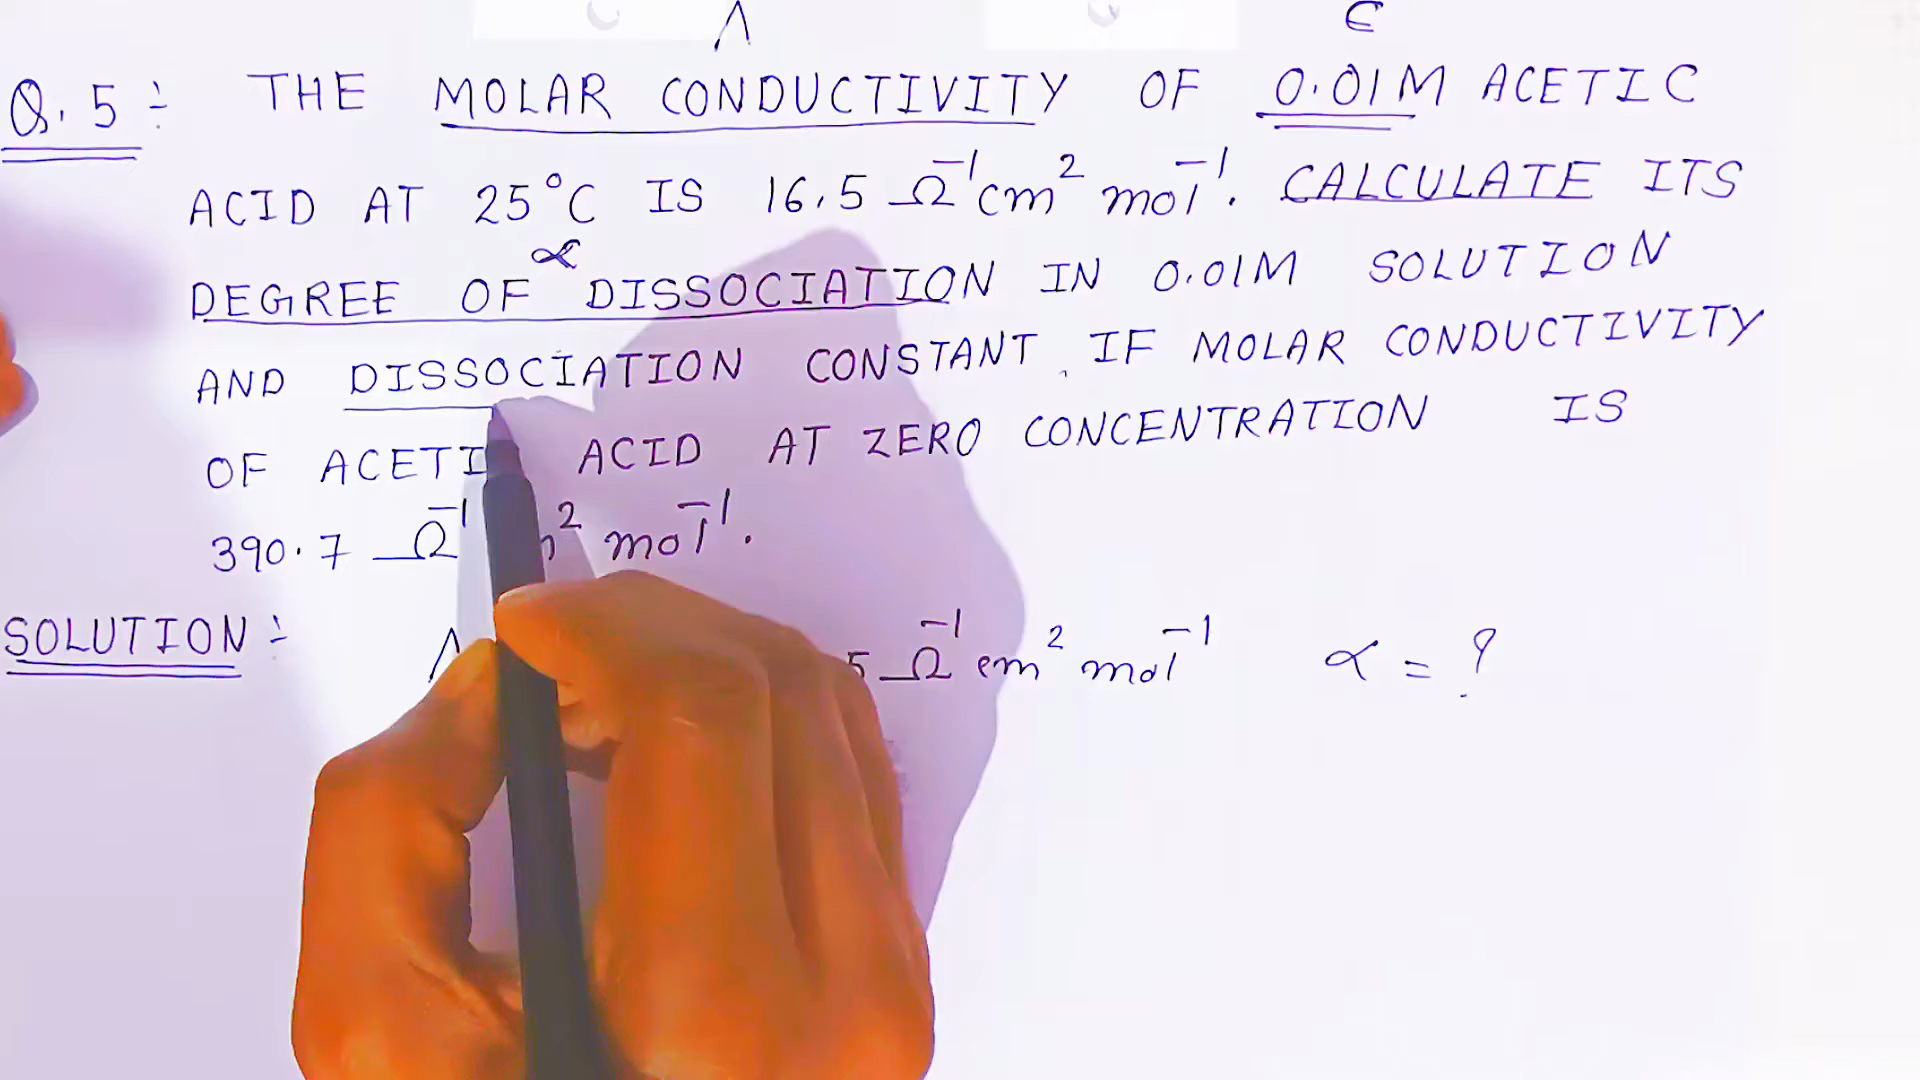 Λ Є
Q.5:- THE MOLAR CONDUCTIVITY OF 0.01M ACETIC
ACID AT 25°C IS 16.5 Ω⁻¹cm² mol⁻¹. CALCULATE ITS
α
DEGREE OF DISSOCIATION IN 0.01M SOLUTION
AND DISSOCIATION CONSTANT, IF MOLAR CONDUCTIVITY
OF ACETI ACID AT ZERO CONCENTRATION IS
390.7 Ω⁻¹ ² mol⁻¹.
SOLUTION:- Λ 5 Ω⁻¹ cm² mol⁻¹ α = ?